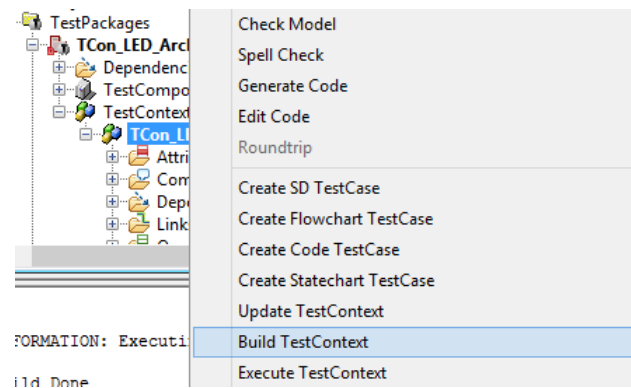 TestPackages
TCon_LED_Arcl
Dependenc
TestCompo
TestContext
TCon_LI
Attri
Com
Depe
Link
Check Model
Spell Check
Generate Code
Edit Code
Roundtrip
Create SD TestCase
Create Flowchart TestCase
Create Code TestCase
Create Statechart TestCase
Update TestContext
Build TestContext
Execute TestContext
FORMATION: Executi
ild Done